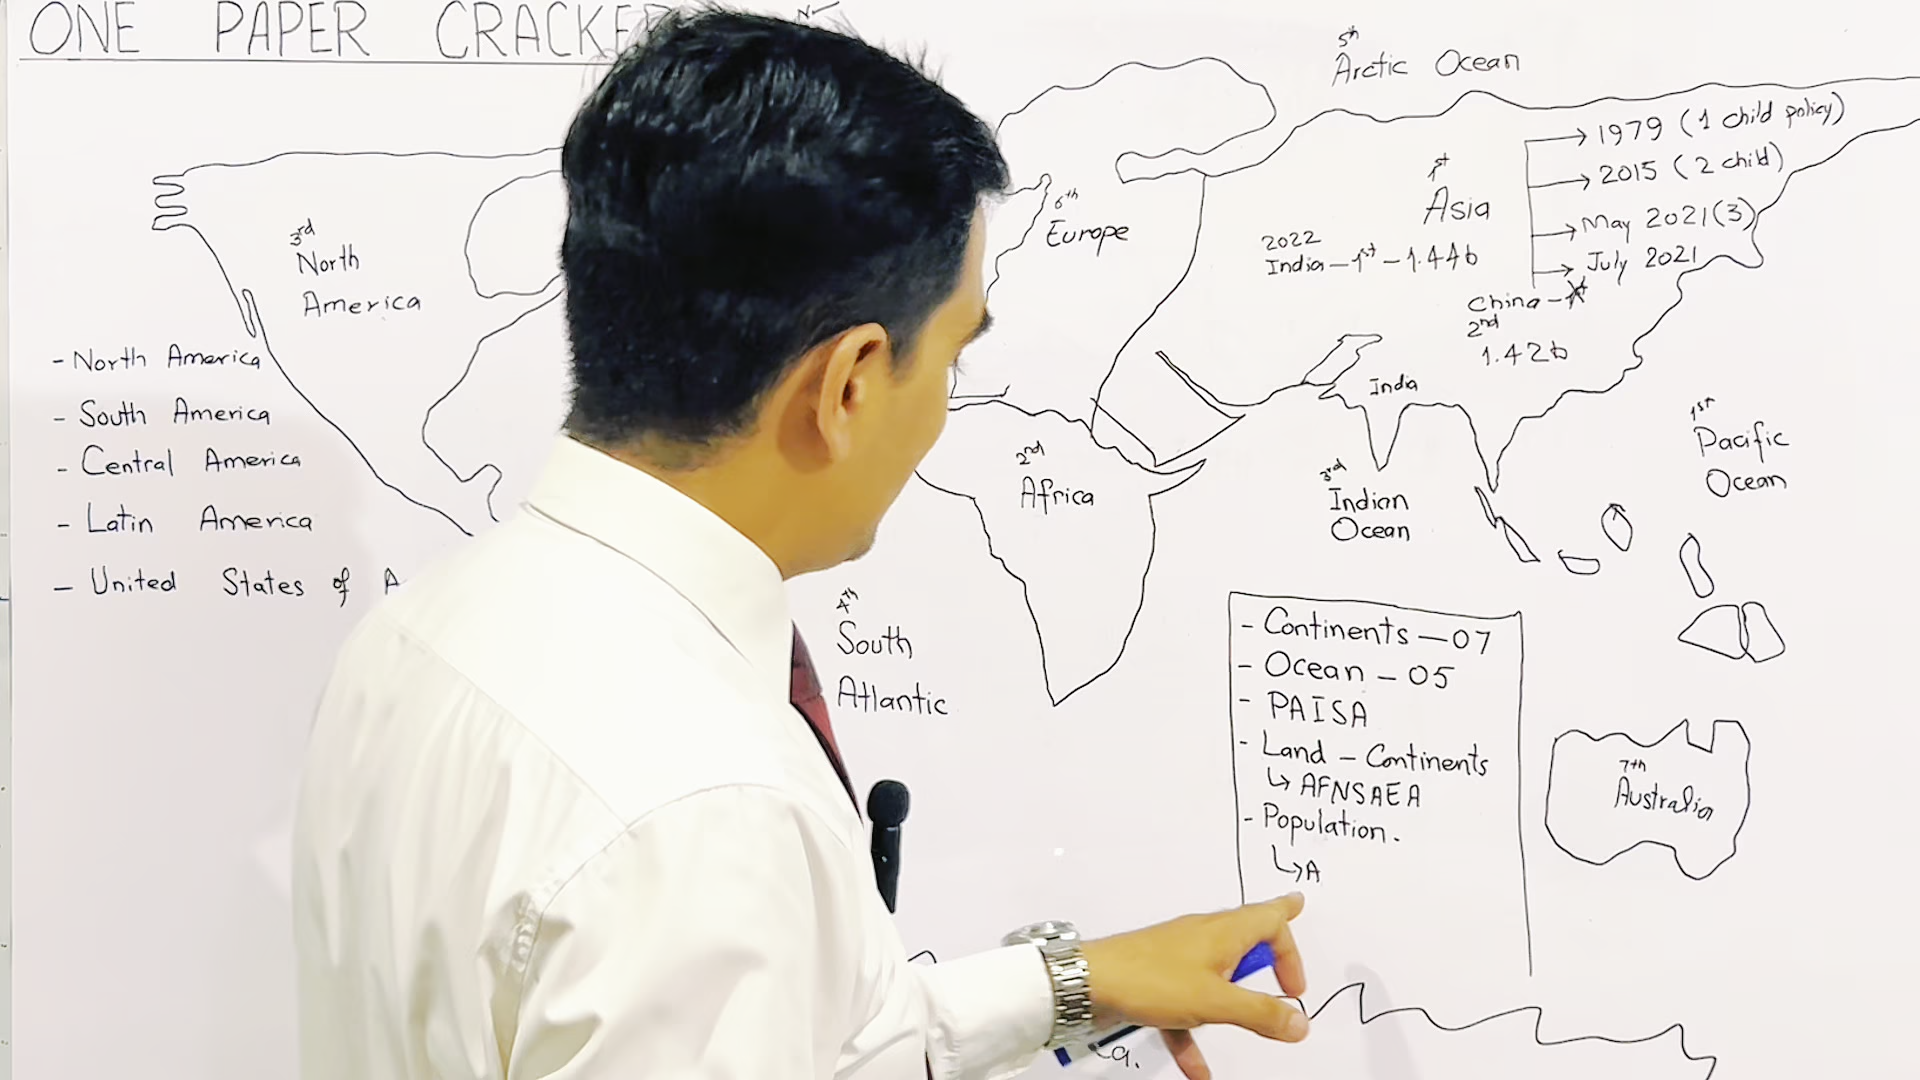 ONE PAPER CRACKE
N
5th
Arctic Ocean
1979 (1 child policy)
2015 (2 child)
May 2021 (3)
July 2021
1st
Asia
2022
India - 1st - 1.44b
China - 1st
2nd
1.42b
6th
Europe
3rd
North
America
- North America
- South America
- Central America
- Latin America
- United States of A
India
1st
Pacific
Ocean
2nd
Africa
3rd
Indian
Ocean
4th
South
Atlantic
- Continents - 07
- Ocean - 05
- PAISA
- Land - Continents
↳ AFNSAEA
- Population.
↳ A
7th
Australia
a.